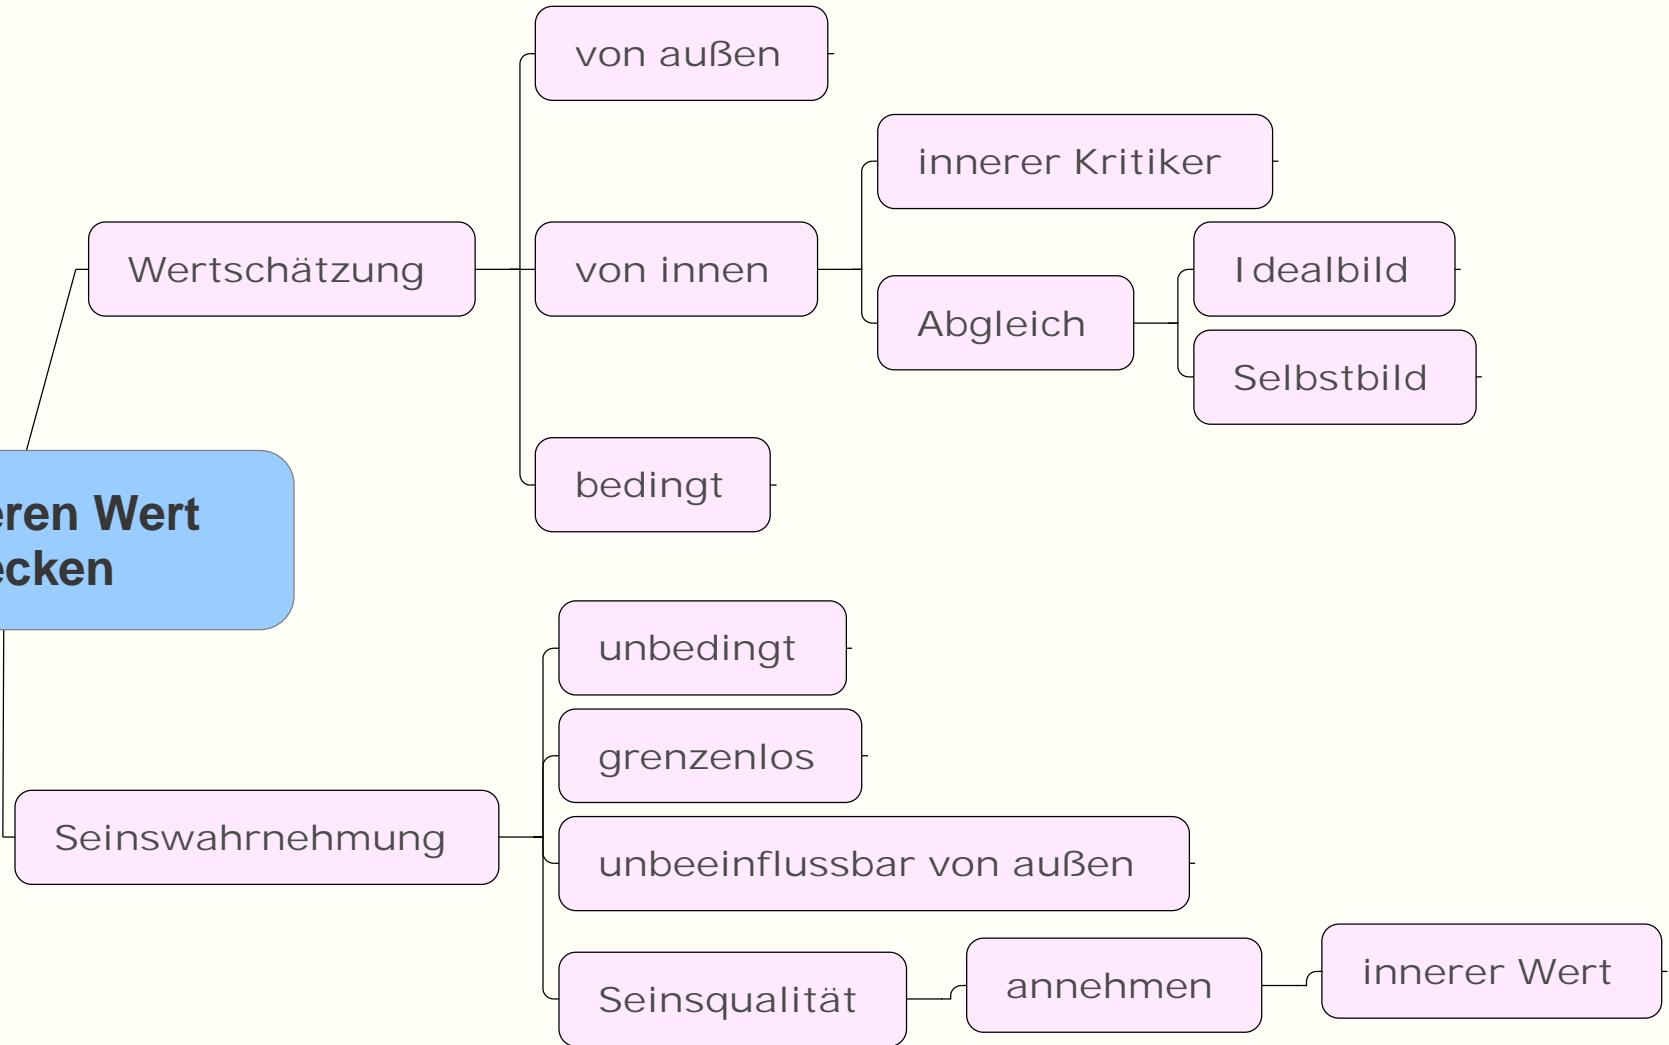 von außen
innerer Kritiker
Wertschätzung
von innen
Idealbild
Abgleich
Selbstbild
bedingt
eren Wert
ecken
unbedingt
grenzenlos
Seinswahrnehmung
unbeeinflussbar von außen
Seinsqualität
annehmen
innerer Wert